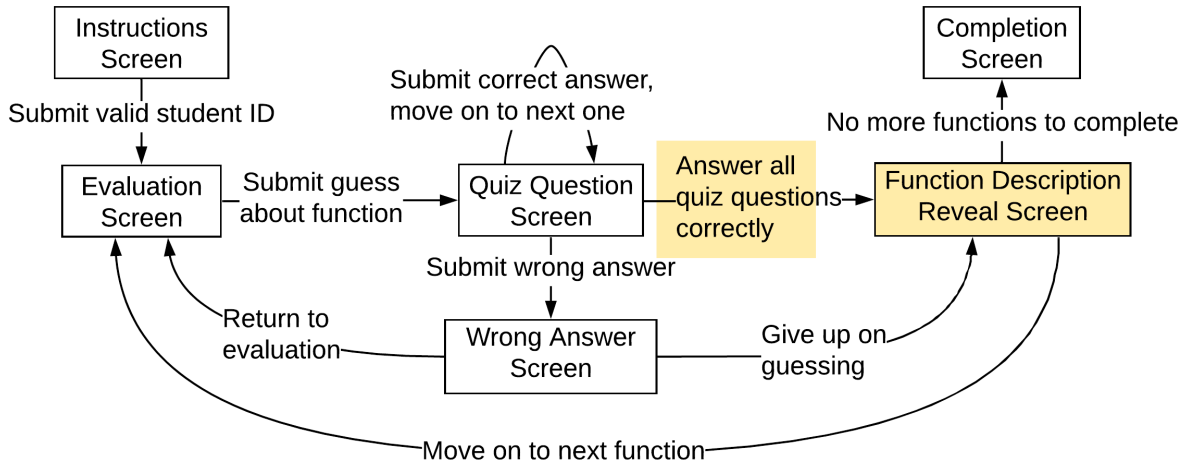 Instructions
Screen
Completion
Screen
Submit correct answer,
move on to next one
Submit valid student ID
No more functions to complete
Evaluation
Screen
Submit guess
about function
Quiz Question
Screen
Answer all
quiz questions
correctly
Function Description
Reveal Screen
Submit wrong answer
Return to
evaluation
Wrong Answer
Screen
Give up on
guessing
Move on to next function